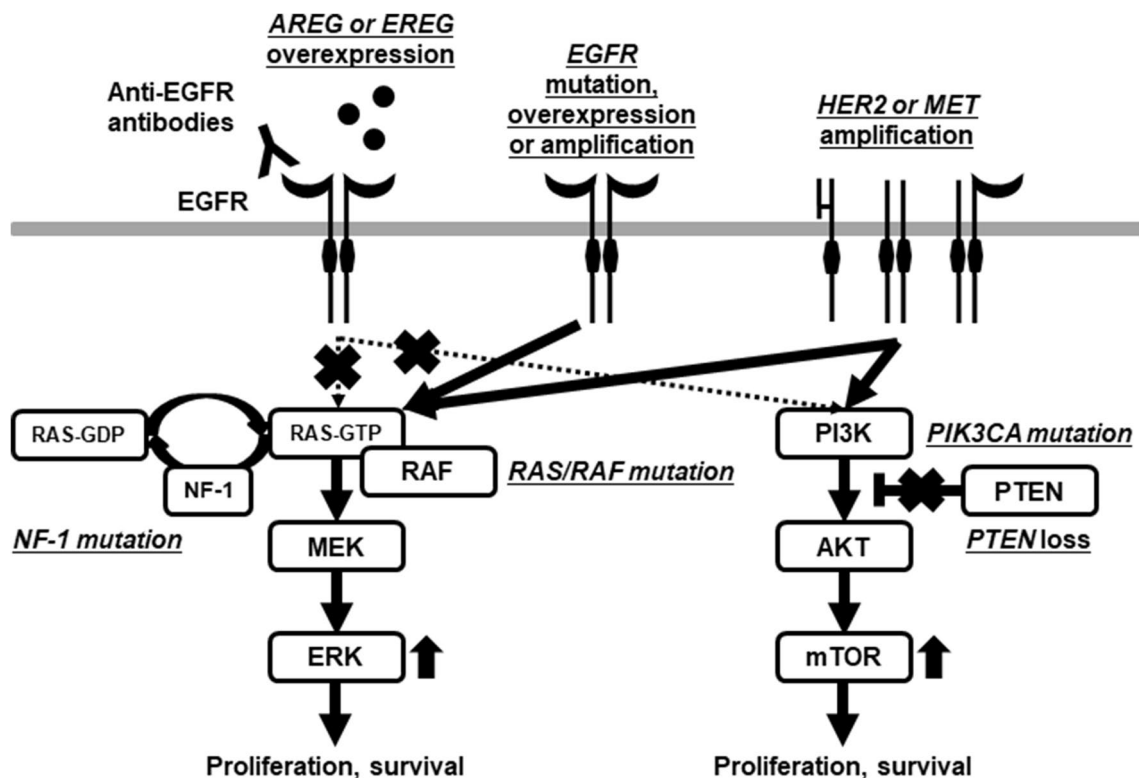 AREG or EREG
overexpression
Anti-EGFR
antibodies
EGFR
EGFR
mutation,
overexpression
or amplification
HER2 or MET
amplification
RAS-GDP
RAS-GTP
NF-1
RAF
RAS/RAF mutation
NF-1 mutation
MEK
ERK
Proliferation, survival
PI3K
PIK3CA mutation
PTEN
PTEN loss
AKT
mTOR
Proliferation, survival